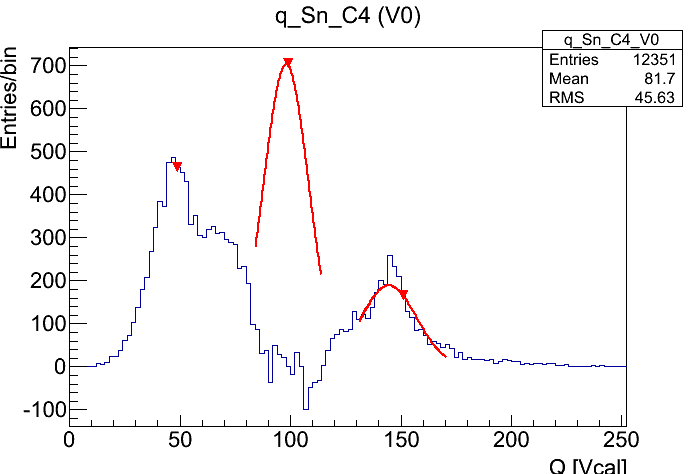 q_Sn_C4 (V0)
q_Sn_C4_V0
Entries 12351
Mean 81.7
RMS 45.63
Entries/bin
700
600
500
400
300
200
100
0
-100
0 50 100 150 200 250
Q [Vcal]